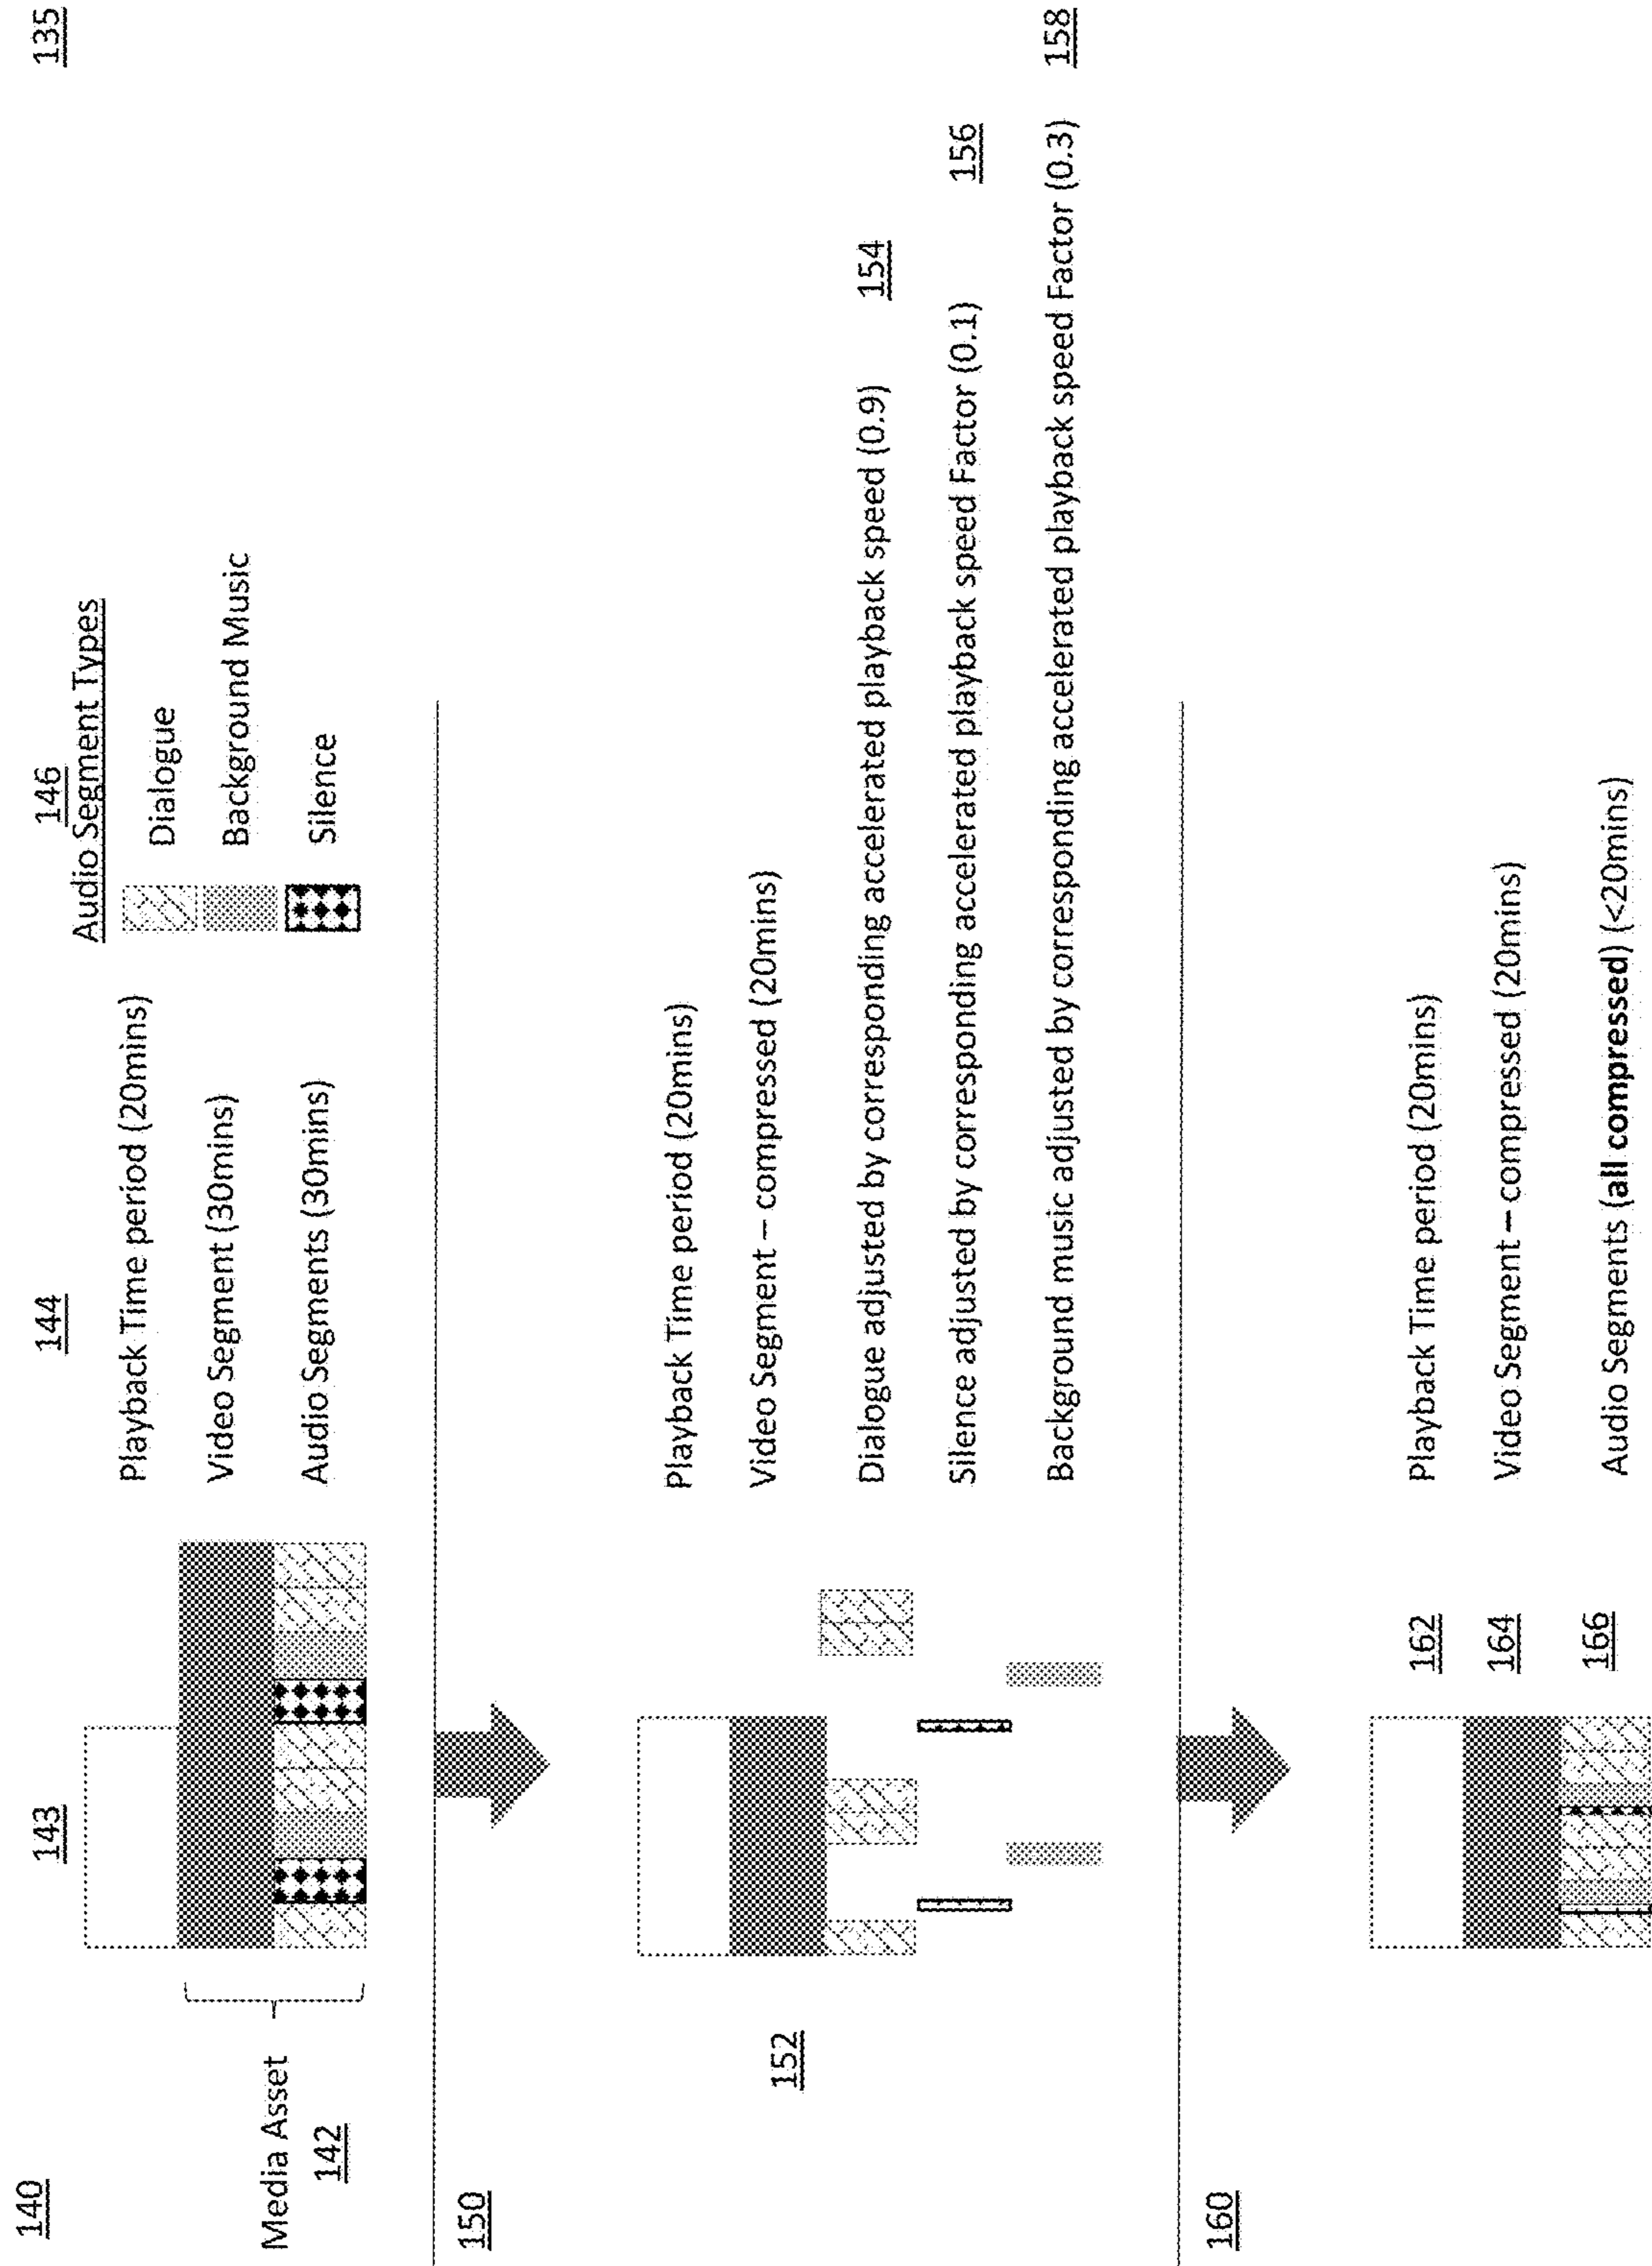 135
140
143
144
146
Audio Segment Types
Playback Time period (20mins)
Dialogue
Video Segment (30mins)
Background Music
Media Asset
142
Audio Segments (30mins)
Silence
150
Playback Time period (20mins)
152
Video Segment – compressed (20mins)
Dialogue adjusted by corresponding accelerated playback speed (0.9)
154
Silence adjusted by corresponding accelerated playback speed Factor (0.1)
156
Background music adjusted by corresponding accelerated playback speed Factor (0.3)
158
160
162
Playback Time period (20mins)
164
Video Segment – compressed (20mins)
166
Audio Segments (all compressed) (<20mins)